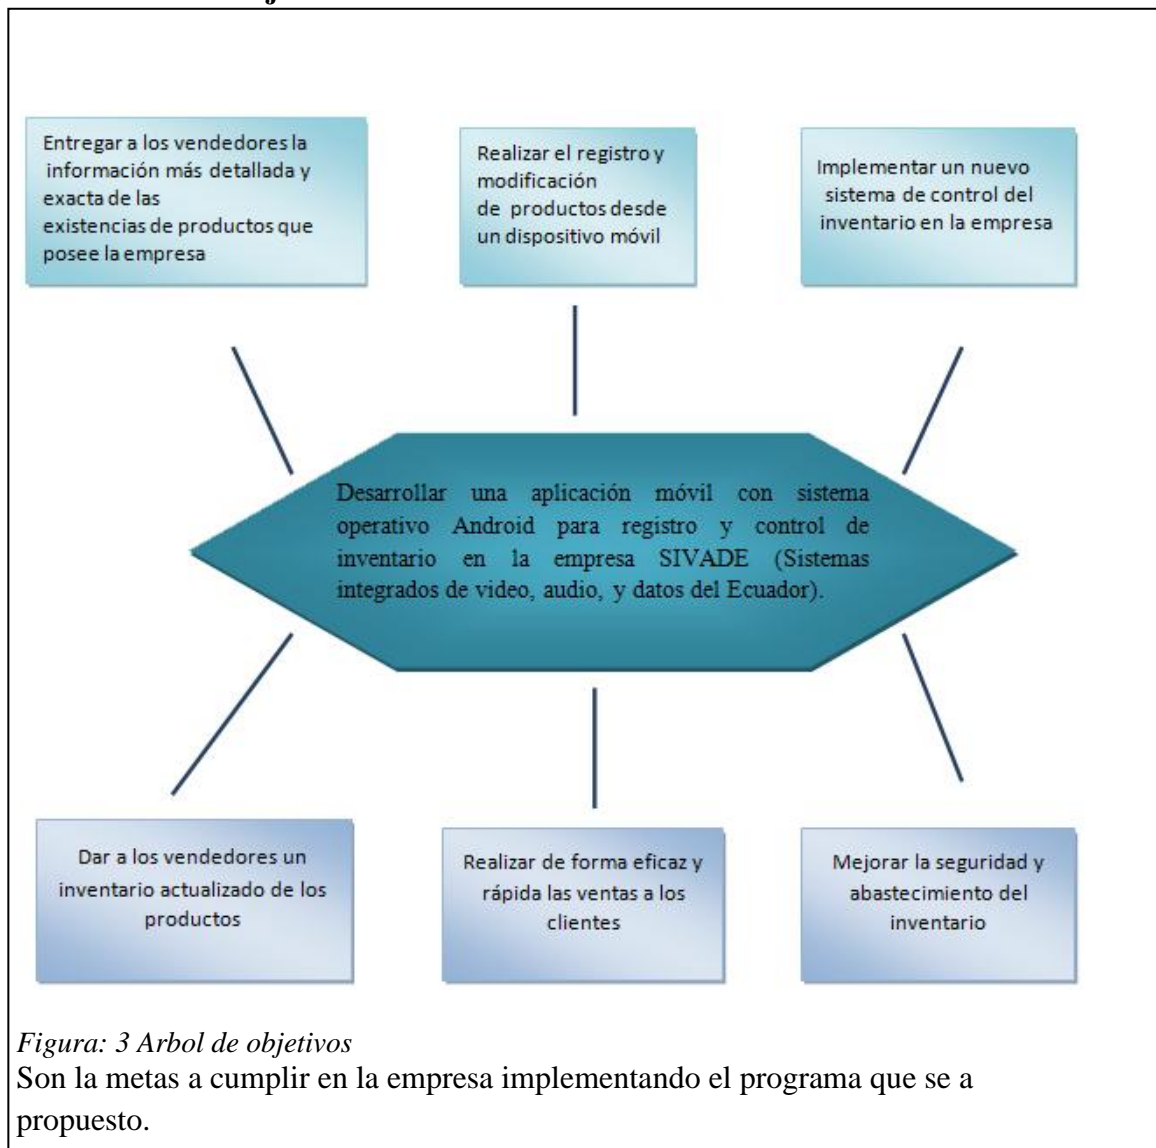 Entregar a los vendedores la
información más detallada y
exacta de las
existencias de productos que
posee la empresa
Realizar el registro y
modificación
de productos desde
un dispositivo móvil
Implementar un nuevo
sistema de control del
inventario en la empresa
Desarrollar una aplicación móvil con sistema
operativo Android para registro y control de
inventario en la empresa SIVADE (Sistemas
integrados de video, audio, y datos del Ecuador).
Dar a los vendedores un
inventario actualizado de los
productos
Realizar de forma eficaz y
rápida las ventas a los
clientes
Mejorar la seguridad y
abastecimiento del
inventario
Figura: 3 Arbol de objetivos
Son la metas a cumplir en la empresa implementando el programa que se a
propuesto.